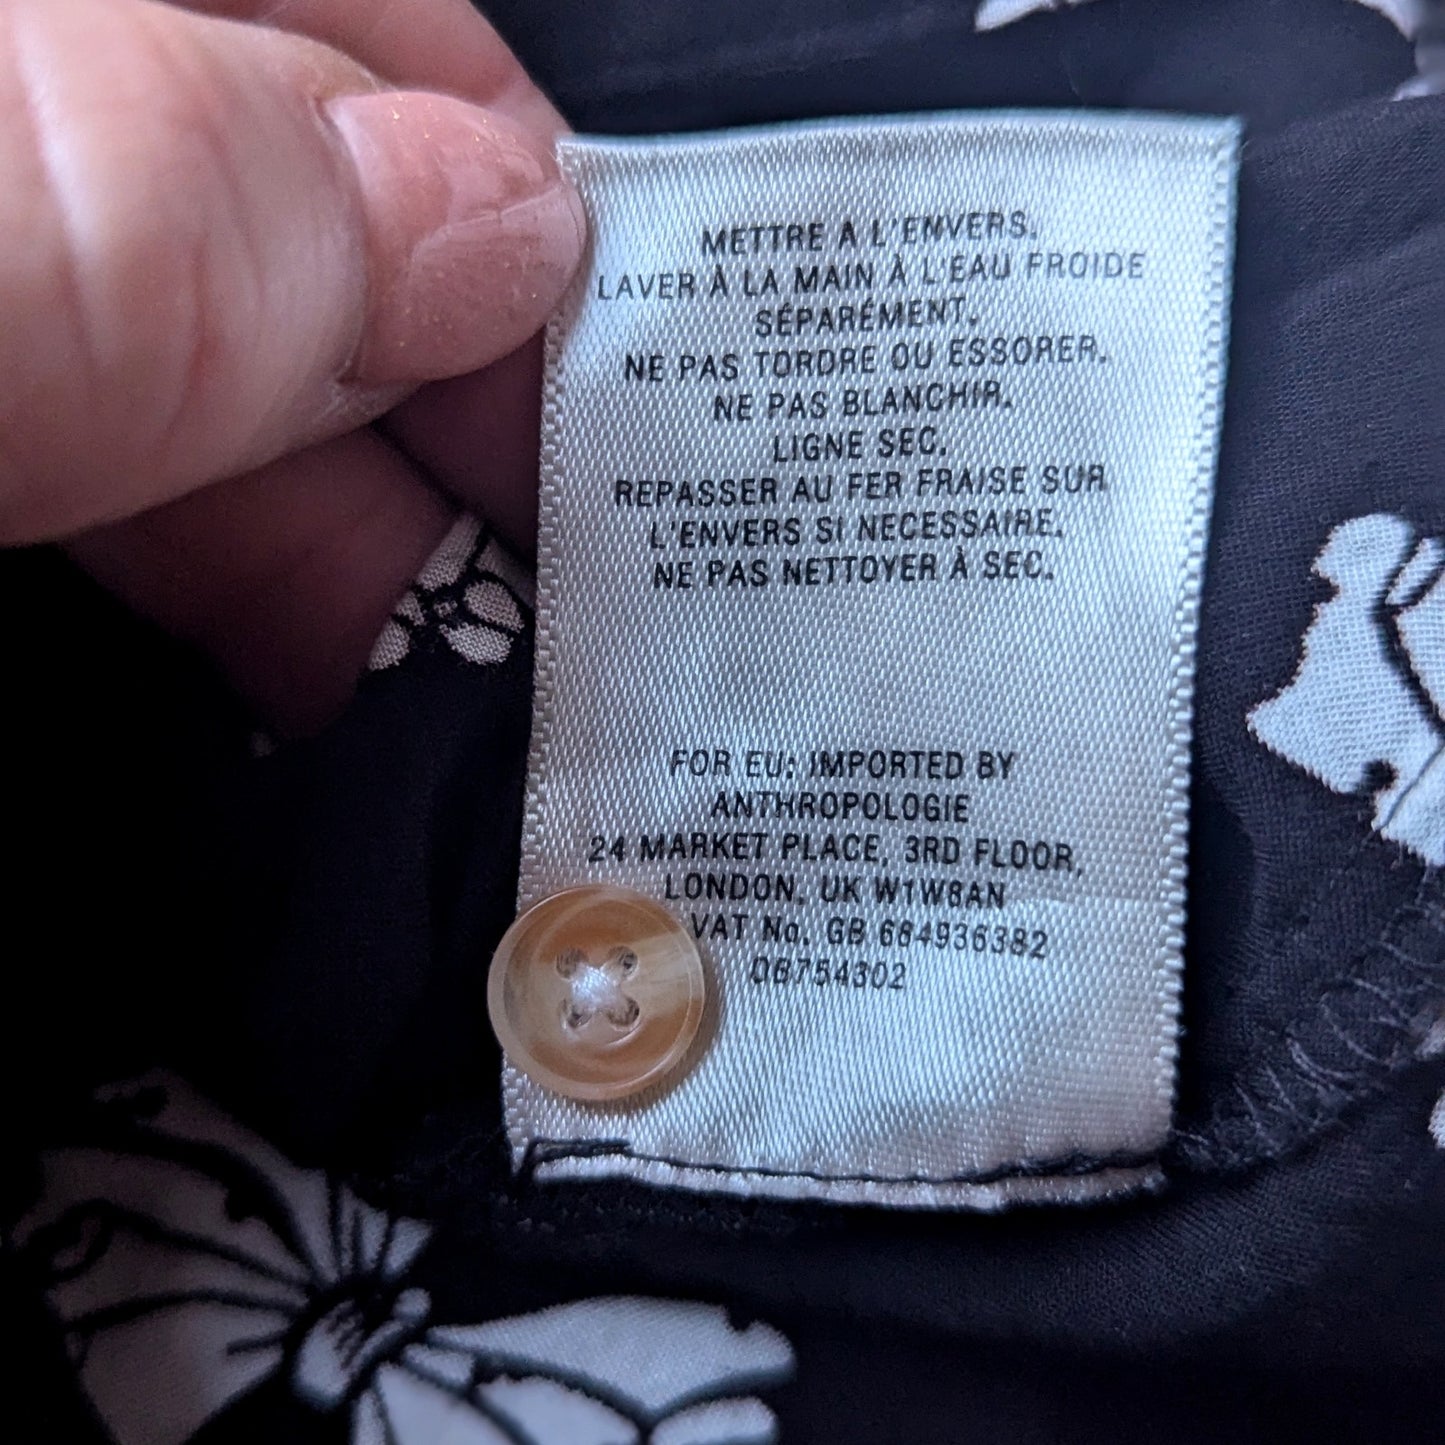 METTRE A L'ENVERS.
LAVER À LA MAIN À L'EAU FROIDE
SÉPARÉMENT.
NE PAS TORDRE OU ESSORER.
NE PAS BLANCHIR.
LIGNE SEC.
REPASSER AU FER FRAISE SUR
L'ENVERS SI NECESSAIRE.
NE PAS NETTOYER À SEC.
FOR EU: IMPORTED BY
ANTHROPOLOGIE
24 MARKET PLACE, 3RD FLOOR,
LONDON, UK W1W8AN
VAT No. GB 664936382
06754302